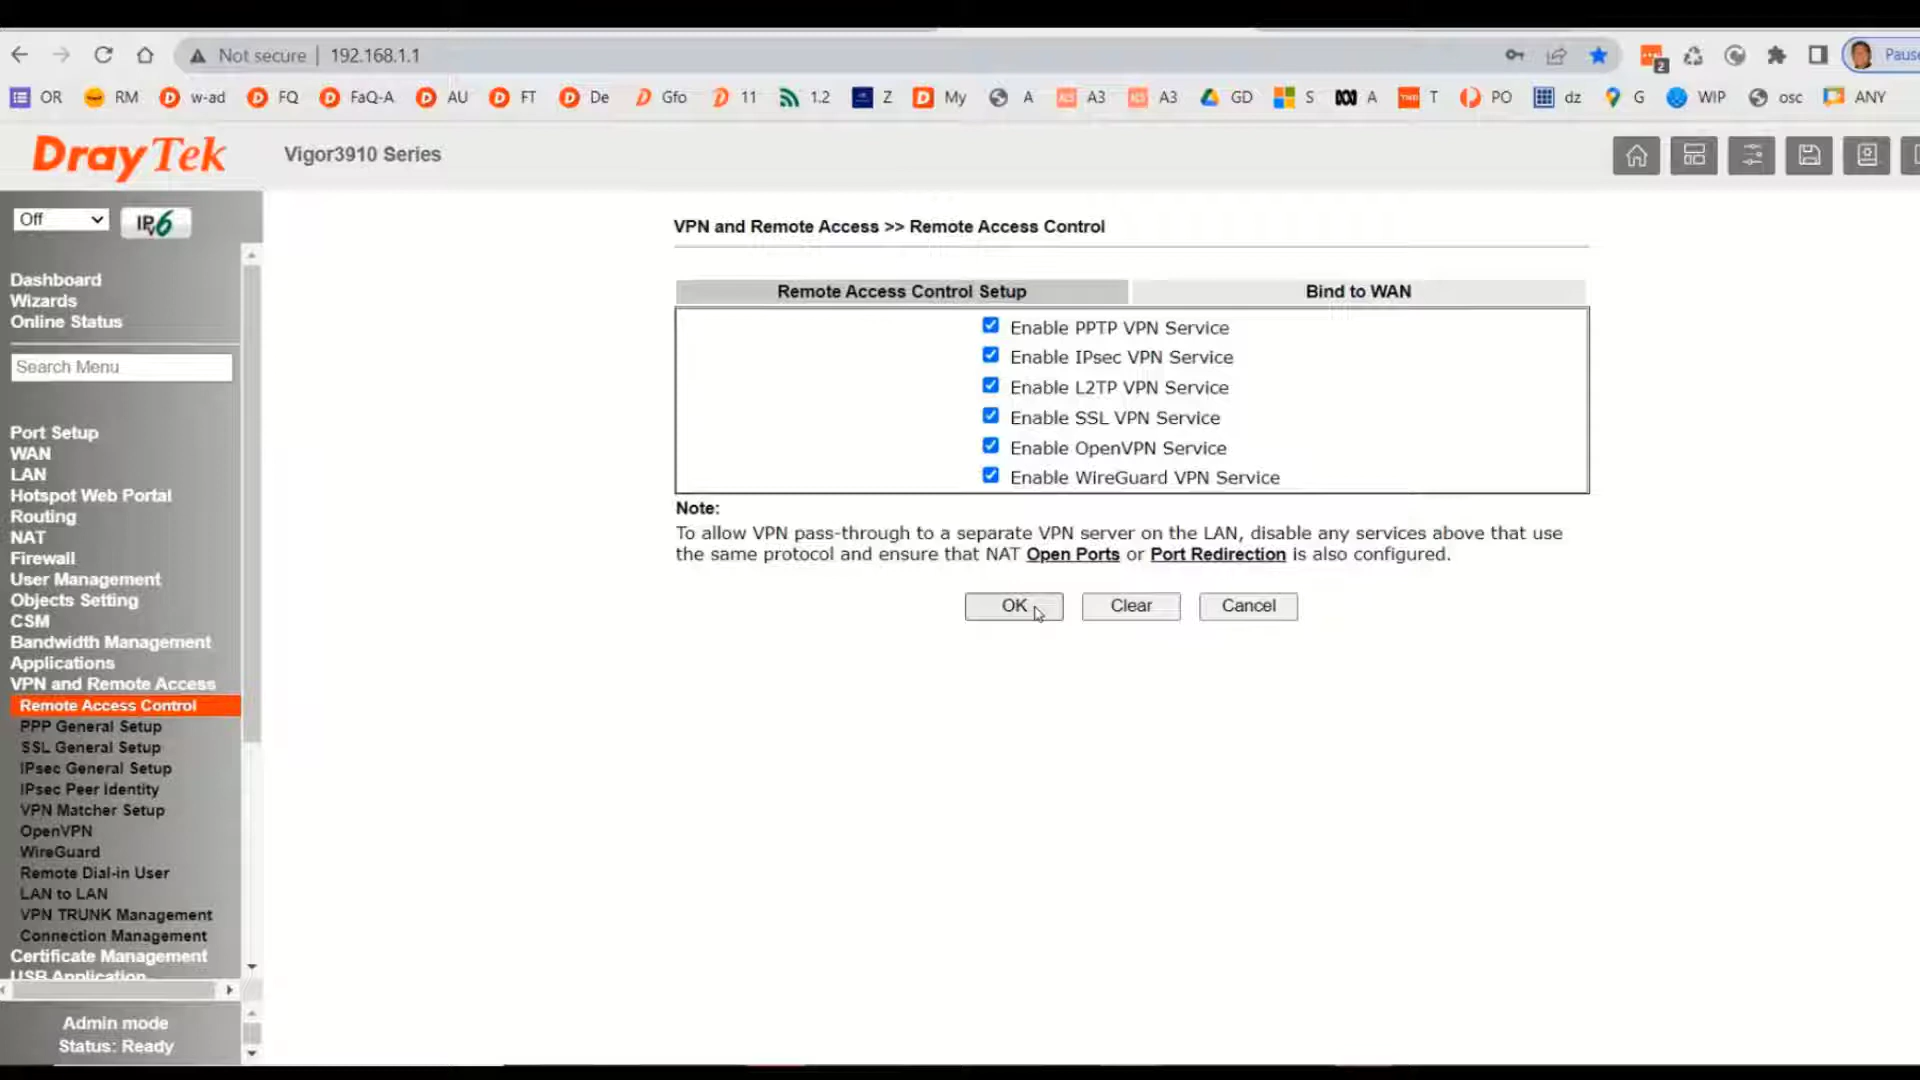 Not secure | 192.168.1.1
2
Pause
OR RM w-ad FQ FaQ-A AU FT De Gfo 11 1.2 Z My A A3 A3 GD S A T PO dz G WIP osc ANY
DrayTek Vigor3910 Series
Off IPv6
Dashboard
Wizards
Online Status
Search Menu
Port Setup
WAN
LAN
Hotspot Web Portal
Routing
NAT
Firewall
User Management
Objects Setting
CSM
Bandwidth Management
Applications
VPN and Remote Access
Remote Access Control
PPP General Setup
SSL General Setup
IPsec General Setup
IPsec Peer Identity
VPN Matcher Setup
OpenVPN
WireGuard
Remote Dial-in User
LAN to LAN
VPN TRUNK Management
Connection Management
Certificate Management
USB Application
Admin mode
Status: Ready
VPN and Remote Access >> Remote Access Control
Remote Access Control Setup Bind to WAN
Enable PPTP VPN Service
Enable IPsec VPN Service
Enable L2TP VPN Service
Enable SSL VPN Service
Enable OpenVPN Service
Enable WireGuard VPN Service
Note:
To allow VPN pass-through to a separate VPN server on the LAN, disable any services above that use
the same protocol and ensure that NAT Open Ports or Port Redirection is also configured.
OK Clear Cancel